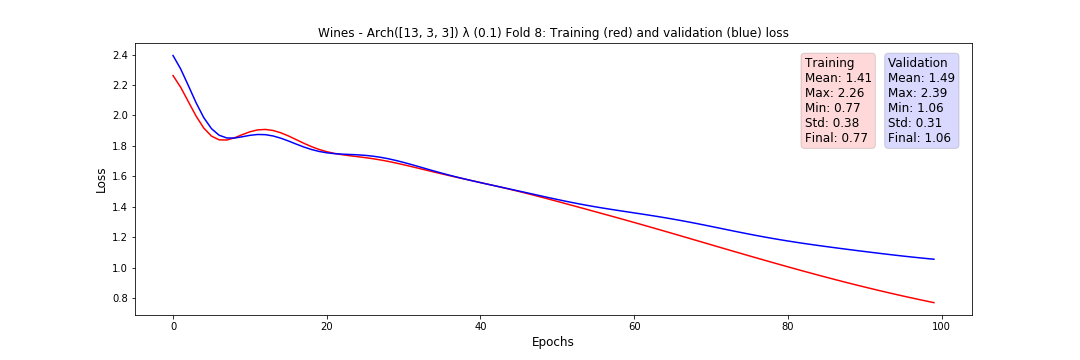 Wines - Arch([13, 3, 3]) λ (0.1) Fold 8: Training (red) and validation (blue) loss
Loss
2.4
2.2
2.0
1.8
1.6
1.4
1.2
1.0
0.8
Training
Mean: 1.41
Max: 2.26
Min: 0.77
Std: 0.38
Final: 0.77
Validation
Mean: 1.49
Max: 2.39
Min: 1.06
Std: 0.31
Final: 1.06
0 20 40 60 80 100
Epochs